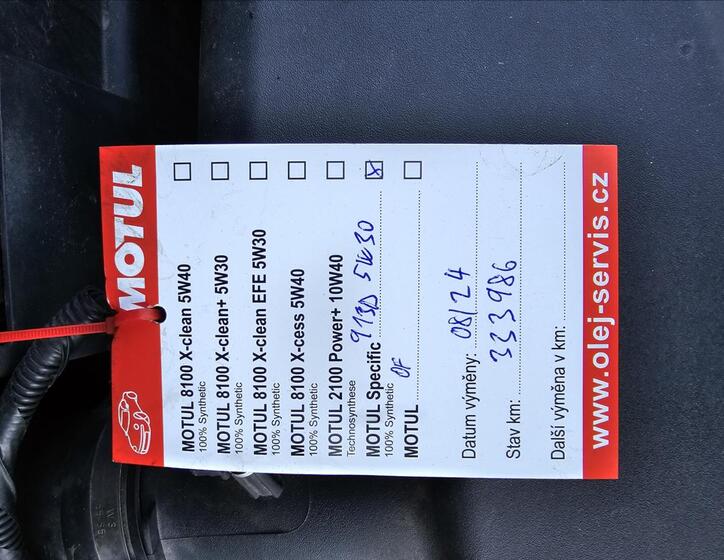 MOTUL
MOTUL 8100 X-clean 5W40
100% Synthetic
MOTUL 8100 X-clean+ 5W30
100% Synthetic
MOTUL 8100 X-clean EFE 5W30
100% Synthetic
MOTUL 8100 X-cess 5W40
100% Synthetic
MOTUL 2100 Power+ 10W40
Technosynthese
MOTUL Specific 913D 5W30
100% Synthetic
MOTUL OF
Datum výměny: 08/24
Stav km: 333986
Další výměna v km:
www.olej-servis.cz